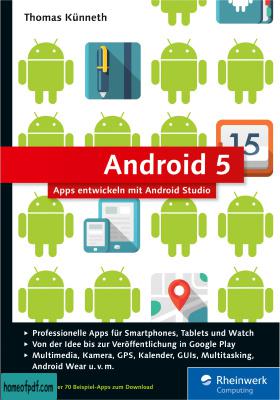 Thomas Künneth
15
Android 5
Apps entwickeln mit Android Studio
▸ Professionelle Apps für Smartphones, Tablets und Watch
▸ Von der Idee bis zur Veröffentlichung in Google Play
▸ Multimedia, Kamera, GPS, Kalender, GUIs, Multitasking,
Android Wear u. v. m.
er 70 Beispiel-Apps zum Download
homeofpdf.com
Rheinwerk
Computing